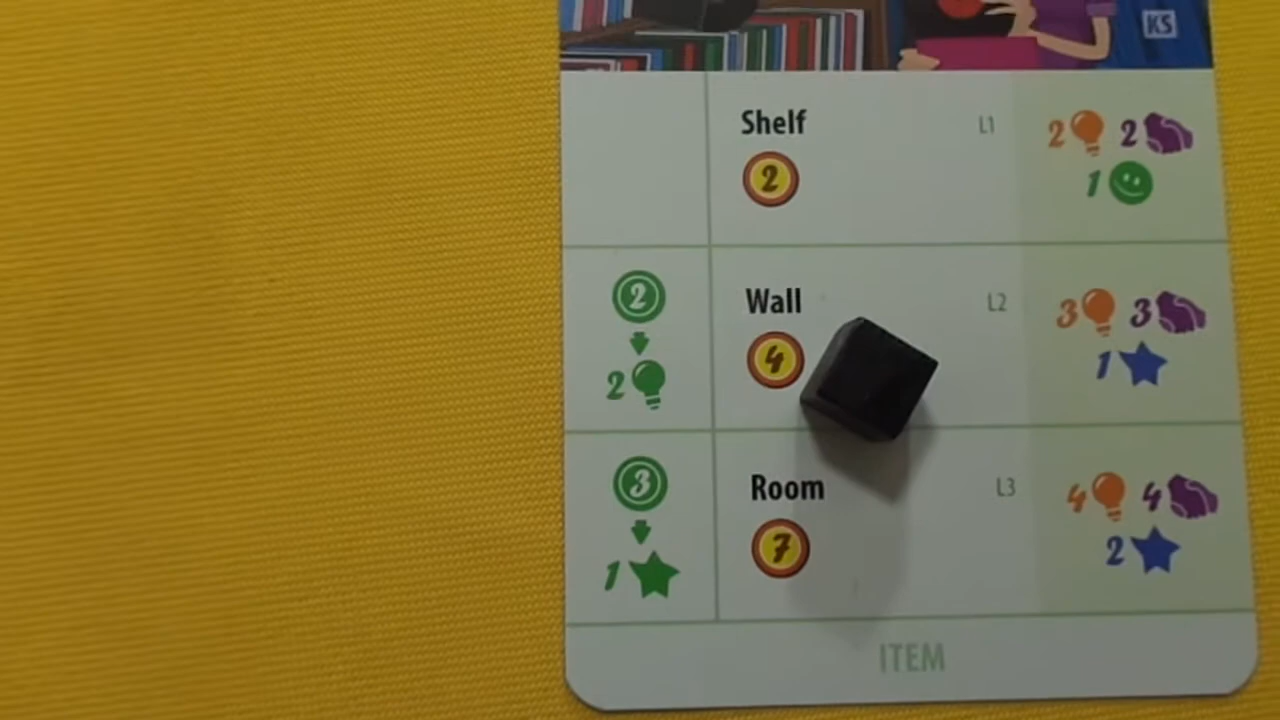 KS
Shelf L1 2 2
2 1
2 Wall L2 3 3
2 4 1
3 Room L3 4 4
1 7 2
ITEM